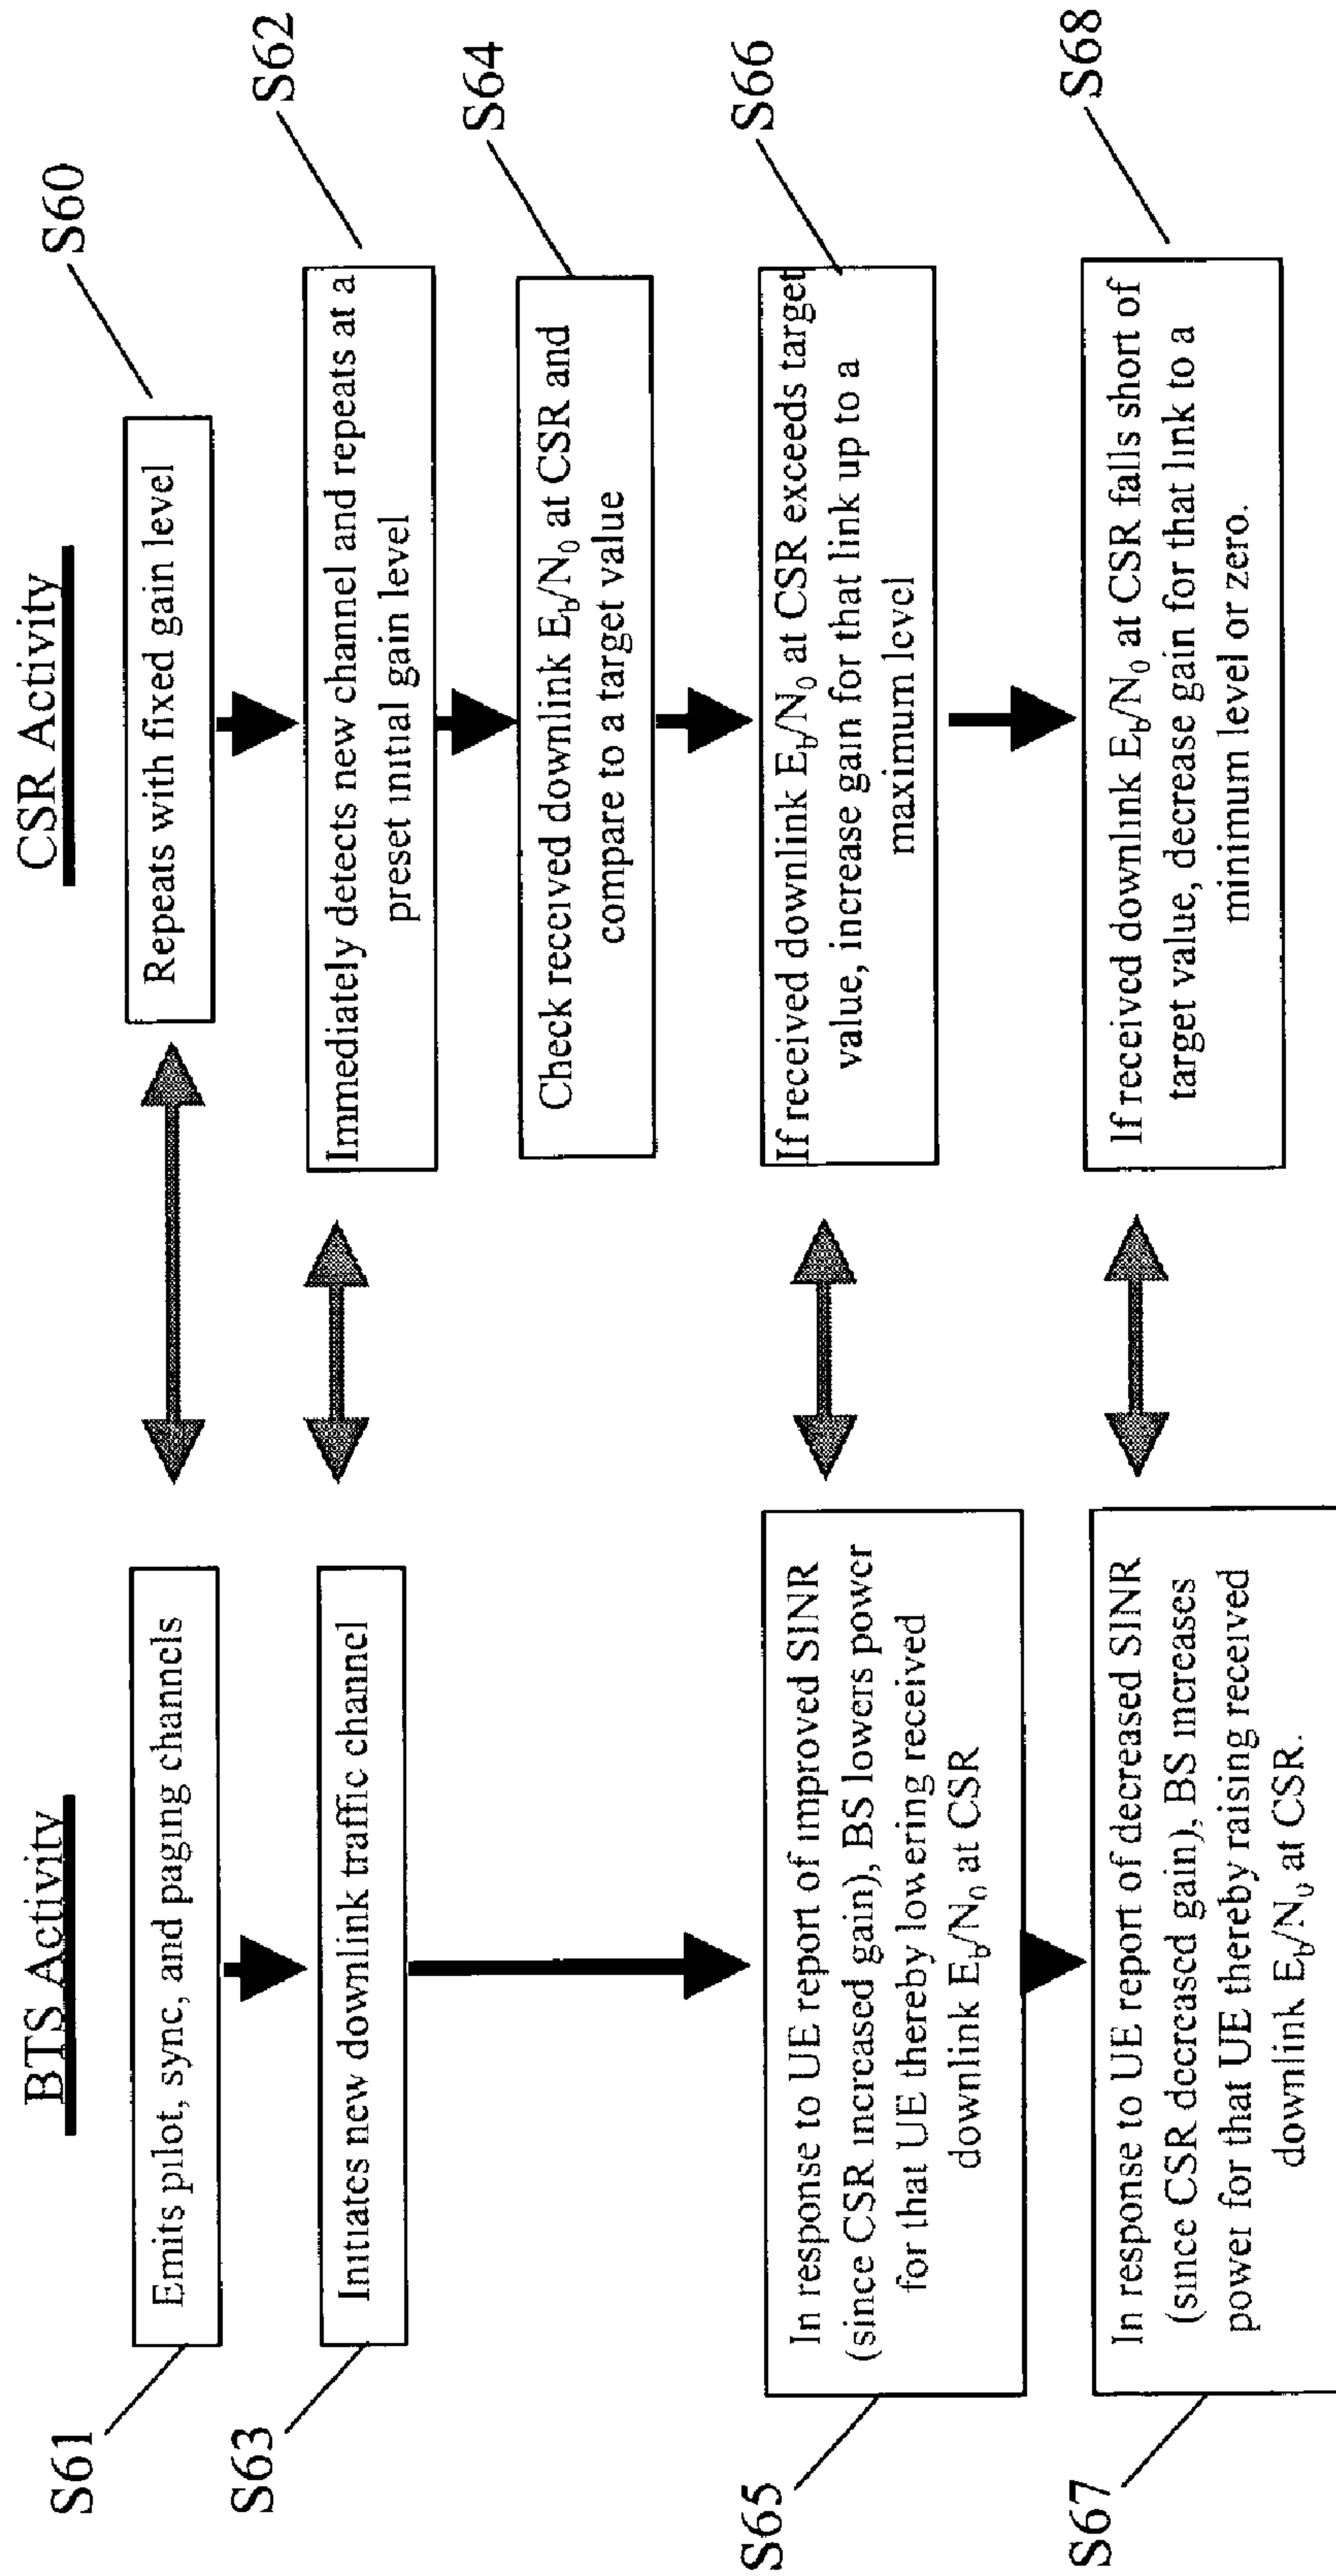 BTS Activity
CSR Activity
S61
Emits pilot, sync, and paging channels
S60
Repeats with fixed gain level
S63
Initiates new downlink traffic channel
S62
Immediately detects new channel and repeats at a
preset initial gain level
S64
Check received downlink Eb/N0 at CSR and
compare to a target value
S65
In response to UE report of improved SINR
(since CSR increased gain), BS lowers power
for that UE thereby lowering received
downlink Eb/N0 at CSR
S66
If received downlink Eb/N0 at CSR exceeds target
value, increase gain for that link up to a
maximum level
S67
In response to UE report of decreased SINR
(since CSR decreased gain), BS increases
power for that UE thereby raising received
downlink Eb/N0 at CSR.
S68
If received downlink Eb/N0 at CSR falls short of
target value, decrease gain for that link to a
minimum level or zero.